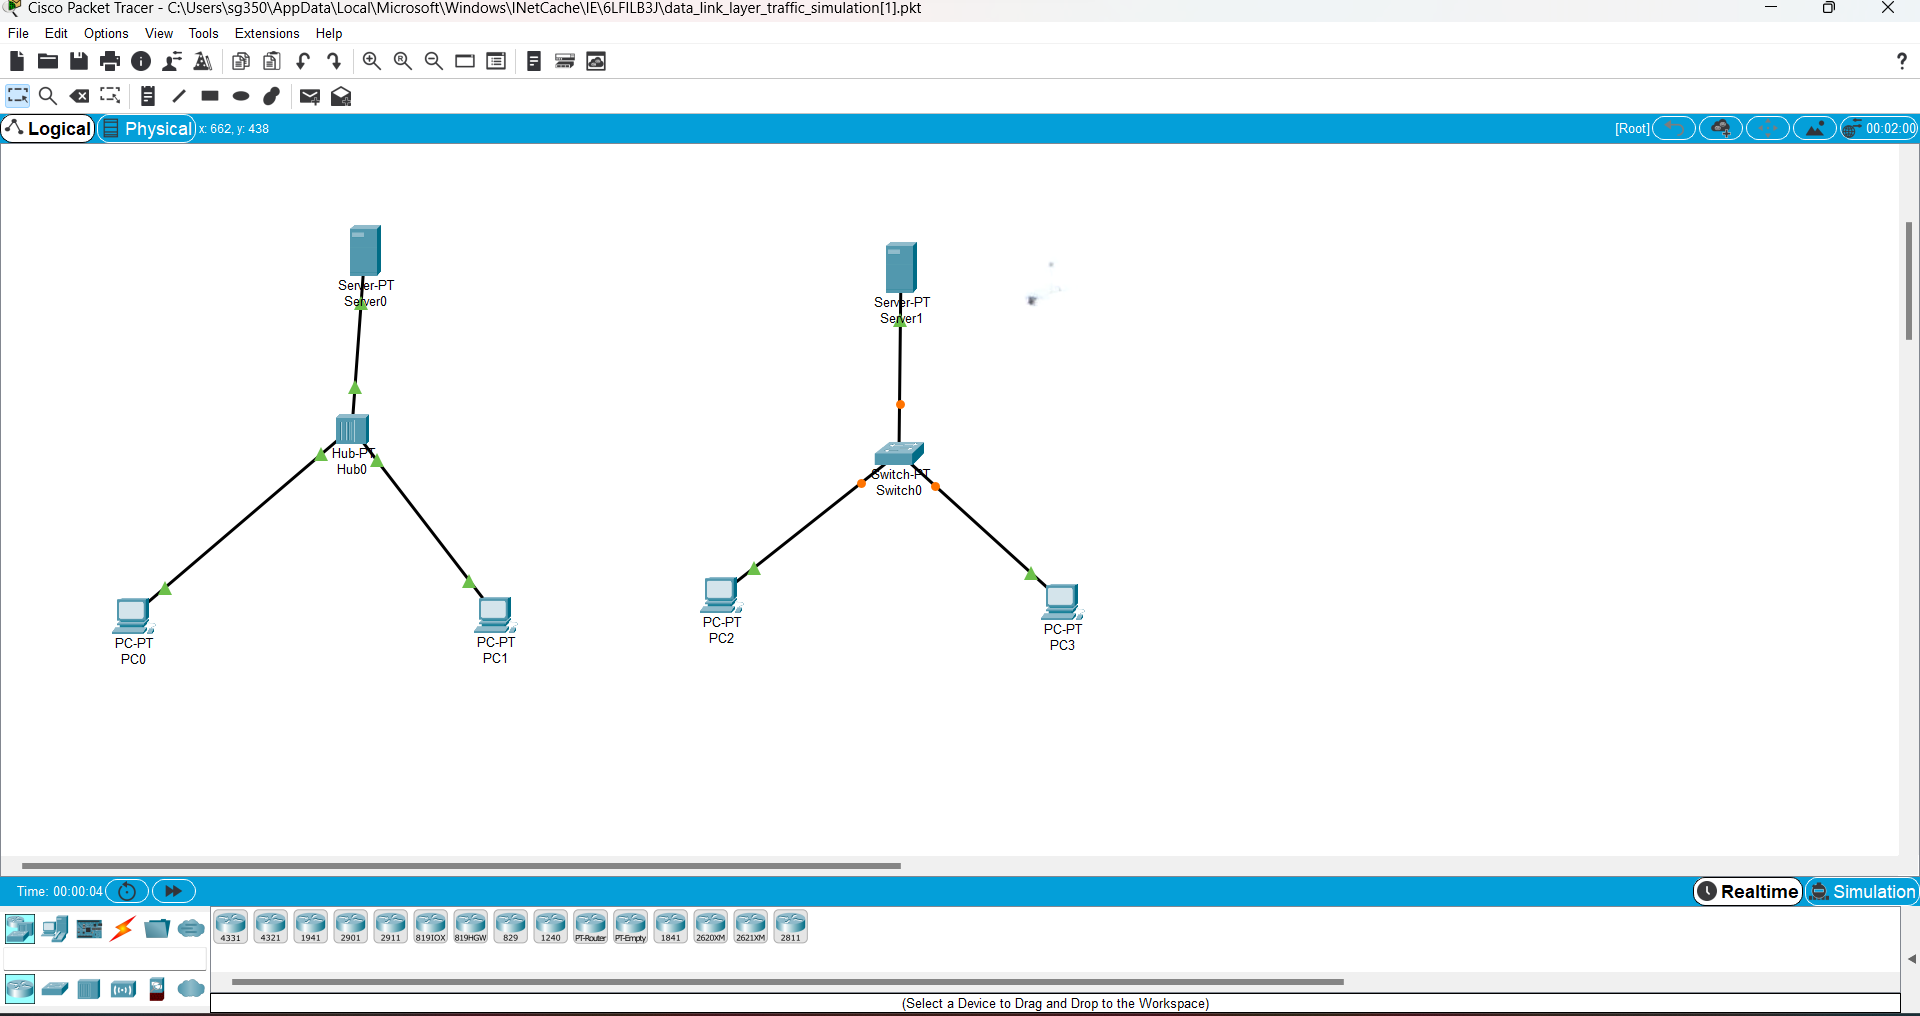 Cisco Packet Tracer - C:\Users\sg350\AppData\Local\Microsoft\Windows\INetCache\IE\6LFILB3J\data_link_layer_traffic_simulation[1].pkt
File Edit Options View Tools Extensions Help
Logical Physical x: 662, y: 438 [Root] 00:02:00
Server-PT
Server0
Server-PT
Server1
Hub-PT
Hub0
Switch-PT
Switch0
PC-PT
PC0
PC-PT
PC1
PC-PT
PC2
PC-PT
PC3
Time: 00:00:04 Realtime Simulation
4331 4321 1941 2901 2911 819IOX 819HGW 829 1240 PT-Router PT-Empty 1841 2620XM 2621XM 2811
(Select a Device to Drag and Drop to the Workspace)